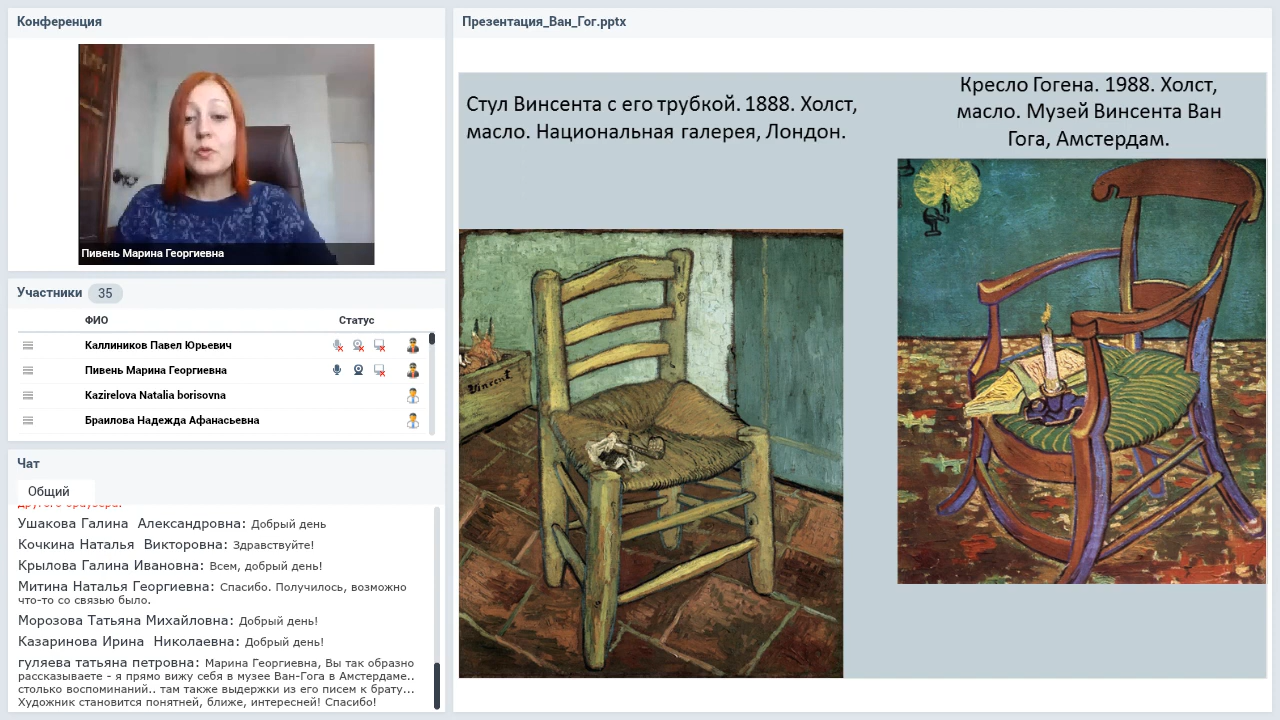 Конференция
Пивень Марина Георгиевна
Участники 35
ФИО Статус
Каллиников Павел Юрьевич
Пивень Марина Георгиевна
Kazirelova Natalia borisovna
Браилова Надежда Афанасьевна
Чат
Общий
другого браузера.
Ушакова Галина Александровна: Добрый день
Кочкина Наталья Викторовна: Здравствуйте!
Крылова Галина Ивановна: Всем, добрый день!
Митина Наталья Георгиевна: Спасибо. Получилось, возможно
что-то со связью было.
Морозова Татьяна Михайловна: Добрый день!
Казаринова Ирина Николаевна: Добрый день!
гуляева татьяна петровна: Марина Георгиевна, Вы так образно
рассказываете - я прямо вижу себя в музее Ван-Гога в Амстердаме..
столько воспоминаний.. там также выдержки из его писем к брату...
Художник становится понятней, ближе, интересней! Спасибо!
Презентация_Ван_Гог.pptx
Стул Винсента с его трубкой. 1888. Холст,
масло. Национальная галерея, Лондон.
Кресло Гогена. 1988. Холст,
масло. Музей Винсента Ван
Гога, Амстердам.
Vincent